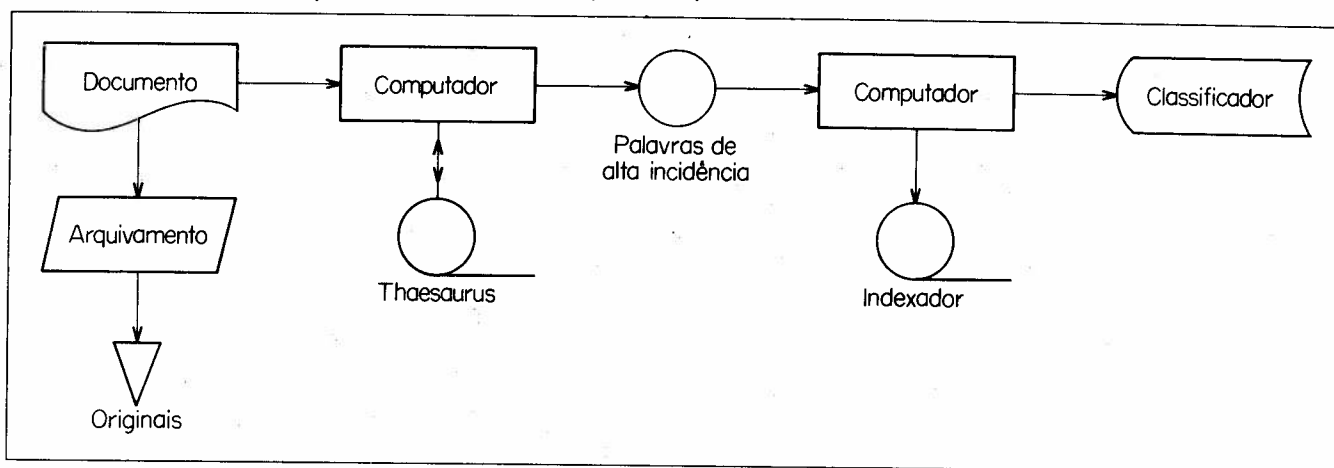 Documento
Computador
Computador
Classificador
Palavras de
alta incidência
Arquivamento
Thaesaurus
Indexador
Originais